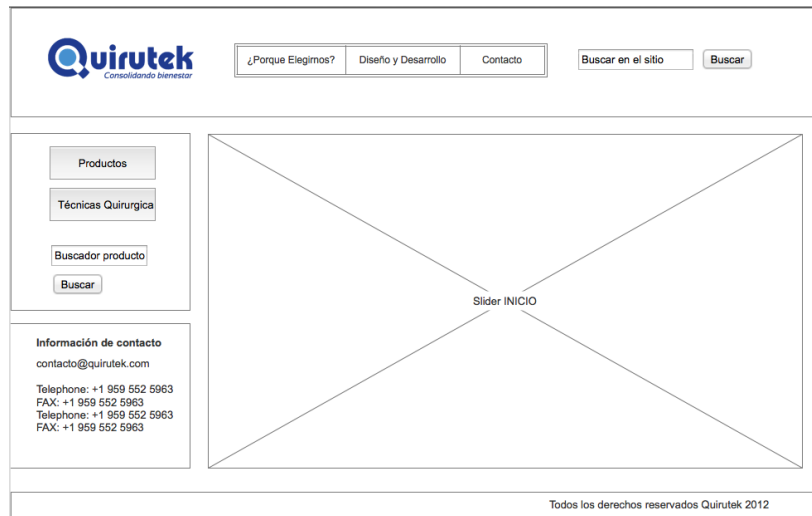 Quirutek
Consolidando bienestar
¿Porque Elegirnos?
Diseño y Desarrollo
Contacto
Buscar en el sitio
Buscar
Productos
Técnicas Quirurgica
Buscador producto
Buscar
Información de contacto
contacto@quirutek.com
Telephone: +1 959 552 5963
FAX: +1 959 552 5963
Telephone: +1 959 552 5963
FAX: +1 959 552 5963
Slider INICIO
Todos los derechos reservados Quirutek 2012